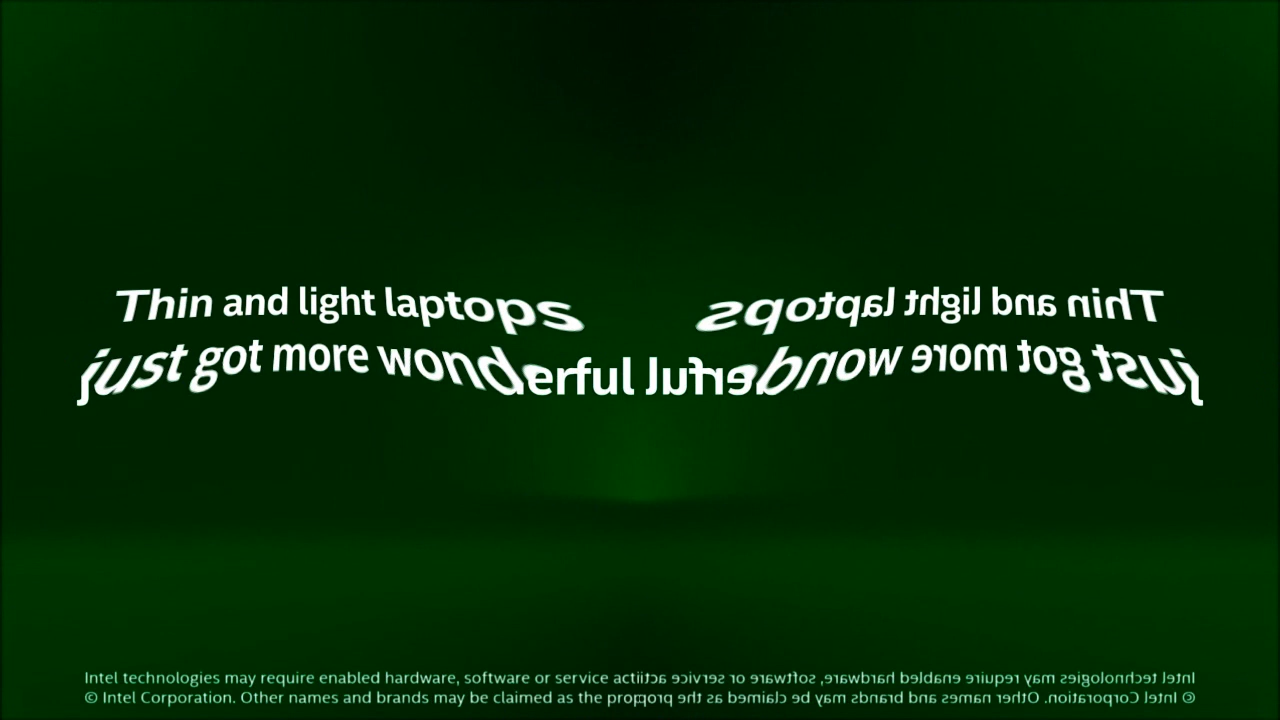 Thin and light laptops
just got more wonderful
Intel technologies may require enabled hardware, software or service acti
© Intel Corporation. Other names and brands may be claimed as the prop